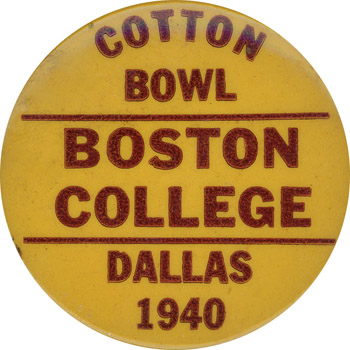 COTTON
BOWL
BOSTON
COLLEGE
DALLAS
1940